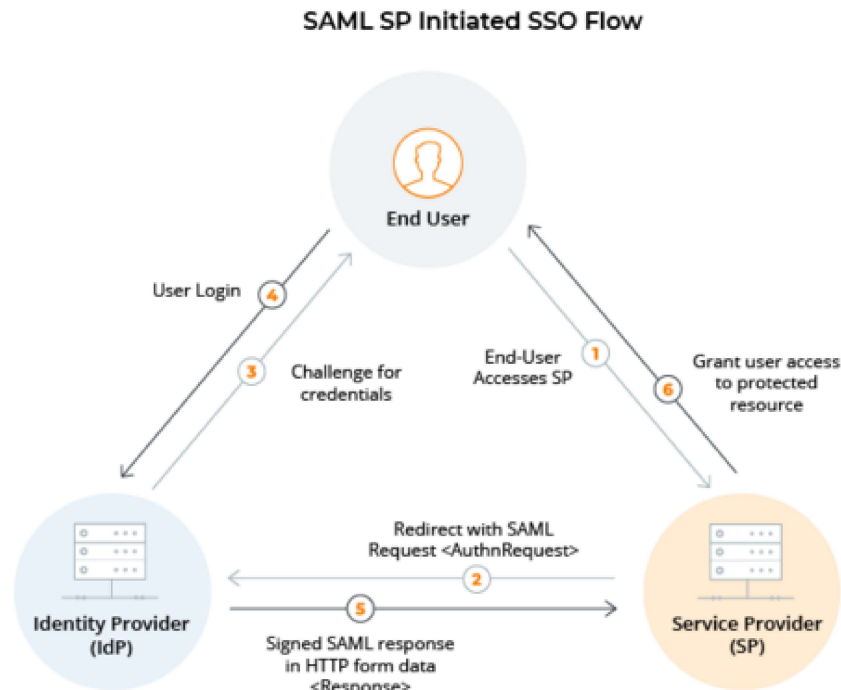 SAML SP Initiated SSO Flow
End User
User Login
4
3
Challenge for
credentials
End-User
Accesses SP
1
6
Grant user access
to protected
resource
Redirect with SAML
Request <AuthnRequest>
2
5
Identity Provider
(IdP)
Service Provider
(SP)
Signed SAML response
in HTTP form data
<Response>